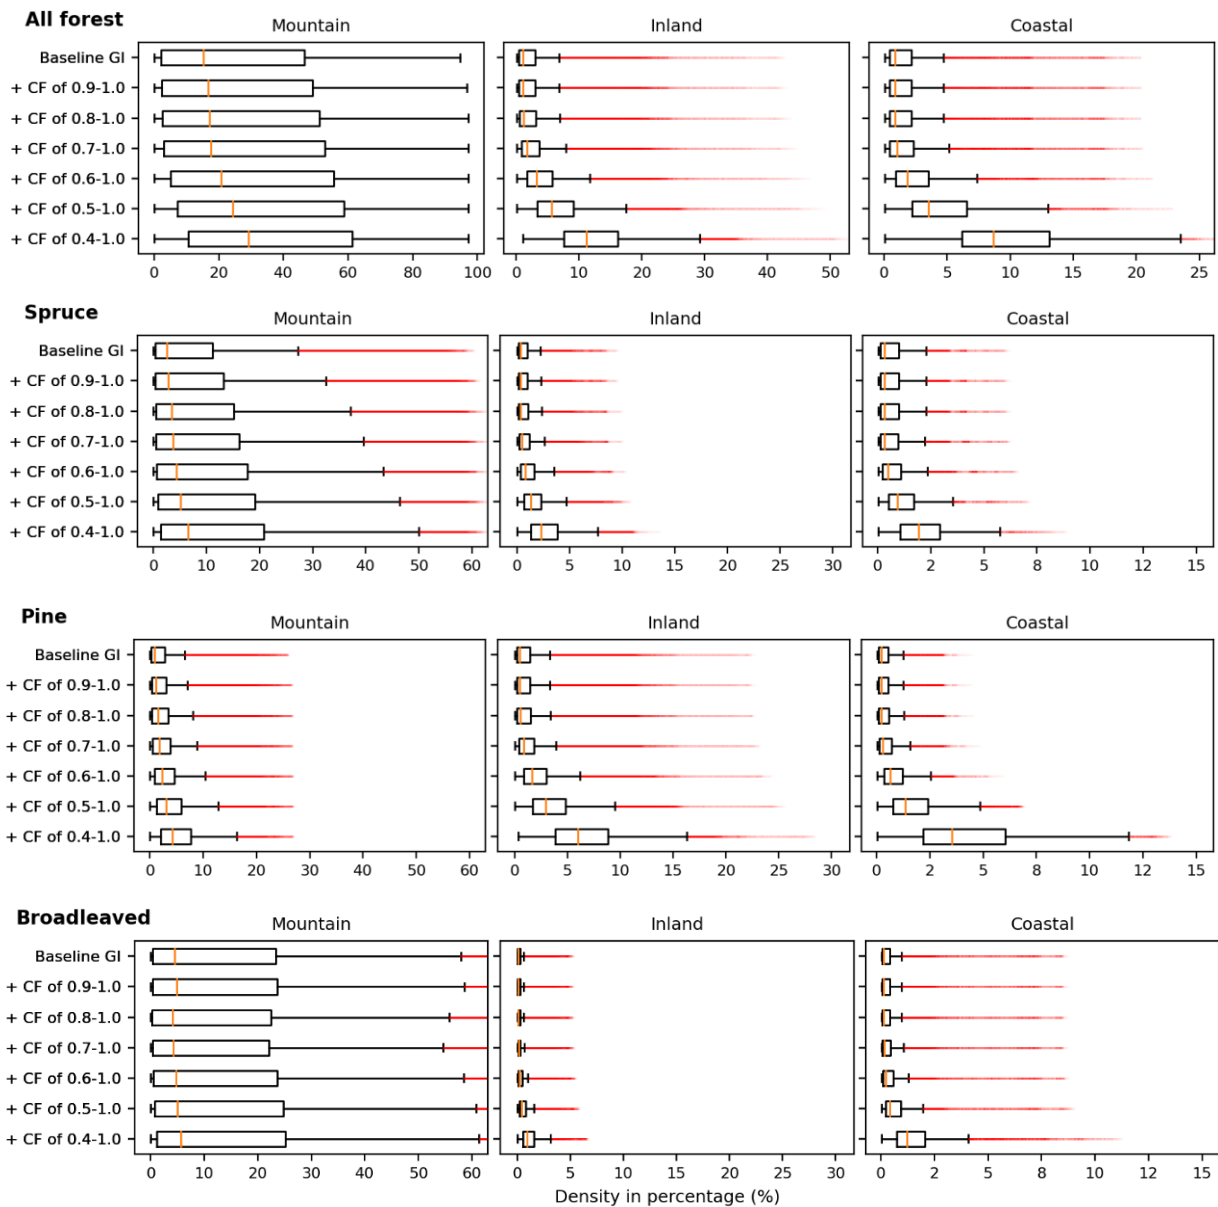 All forest
Mountain Inland Coastal
Baseline GI
+ CF of 0.9-1.0
+ CF of 0.8-1.0
+ CF of 0.7-1.0
+ CF of 0.6-1.0
+ CF of 0.5-1.0
+ CF of 0.4-1.0
0 20 40 60 80 100 0 10 20 30 40 50 0 5 10 15 20 25
Spruce
Mountain Inland Coastal
Baseline GI
+ CF of 0.9-1.0
+ CF of 0.8-1.0
+ CF of 0.7-1.0
+ CF of 0.6-1.0
+ CF of 0.5-1.0
+ CF of 0.4-1.0
0 10 20 30 40 50 60 0 5 10 15 20 25 30 0 2 5 8 10 12 15
Pine
Mountain Inland Coastal
Baseline GI
+ CF of 0.9-1.0
+ CF of 0.8-1.0
+ CF of 0.7-1.0
+ CF of 0.6-1.0
+ CF of 0.5-1.0
+ CF of 0.4-1.0
0 10 20 30 40 50 60 0 5 10 15 20 25 30 0 2 5 8 10 12 15
Broadleaved
Mountain Inland Coastal
Baseline GI
+ CF of 0.9-1.0
+ CF of 0.8-1.0
+ CF of 0.7-1.0
+ CF of 0.6-1.0
+ CF of 0.5-1.0
+ CF of 0.4-1.0
0 10 20 30 40 50 60 0 5 10 15 20 25 30 0 2 5 8 10 12 15
Density in percentage (%)